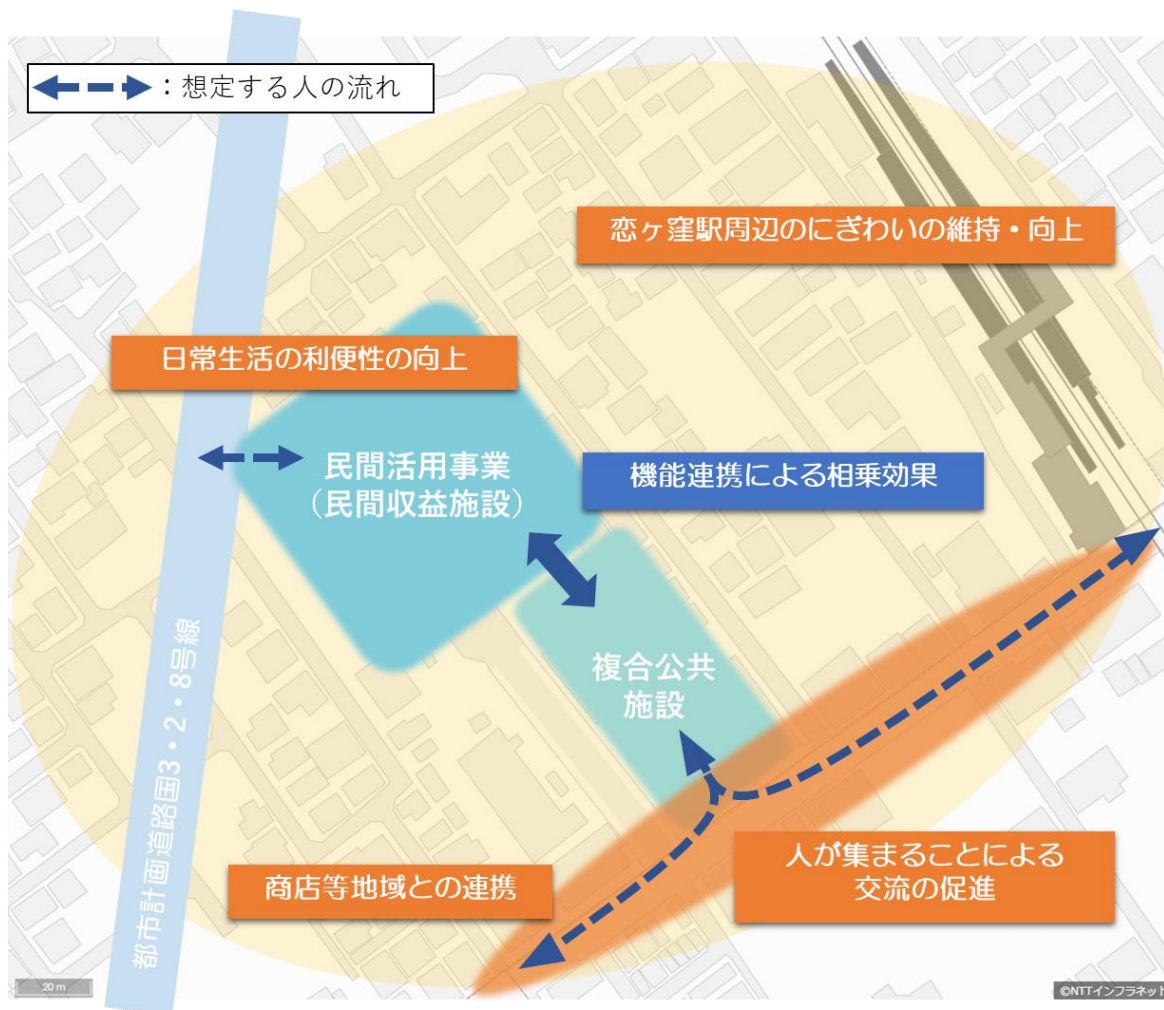 ：想定する人の流れ
恋ヶ窪駅周辺のにぎわいの維持・向上
日常生活の利便性の向上
民間活用事業
（民間収益施設）
機能連携による相乗効果
複合公共
施設
都市計画道路国3・2・8号線
人が集まることによる
交流の促進
商店等地域との連携
20 m
©NTTインフラネット